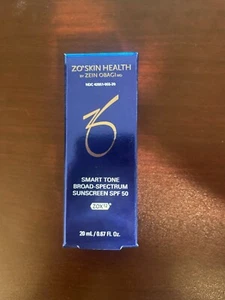 ZO® SKIN HEALTH
BY ZEIN OBAGI MD
SMART TONE
BROAD-SPECTRUM
SUNSCREEN SPF 50
20 mL / 0.67 Fl. Oz.